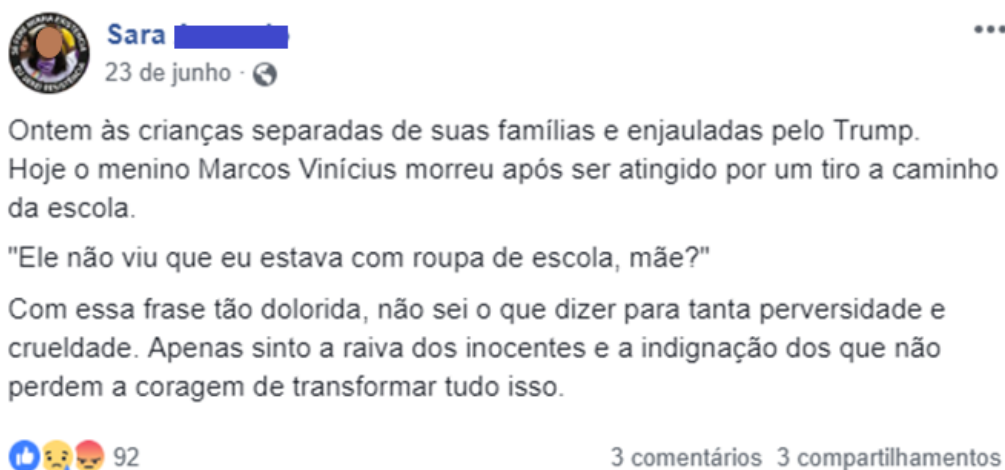 Sara
23 de junho ·
Ontem às crianças separadas de suas famílias e enjauladas pelo Trump.
Hoje o menino Marcos Vinícius morreu após ser atingido por um tiro a caminho
da escola.
"Ele não viu que eu estava com roupa de escola, mãe?"
Com essa frase tão dolorida, não sei o que dizer para tanta perversidade e
crueldade. Apenas sinto a raiva dos inocentes e a indignação dos que não
perdem a coragem de transformar tudo isso.
92 3 comentários 3 compartilhamentos